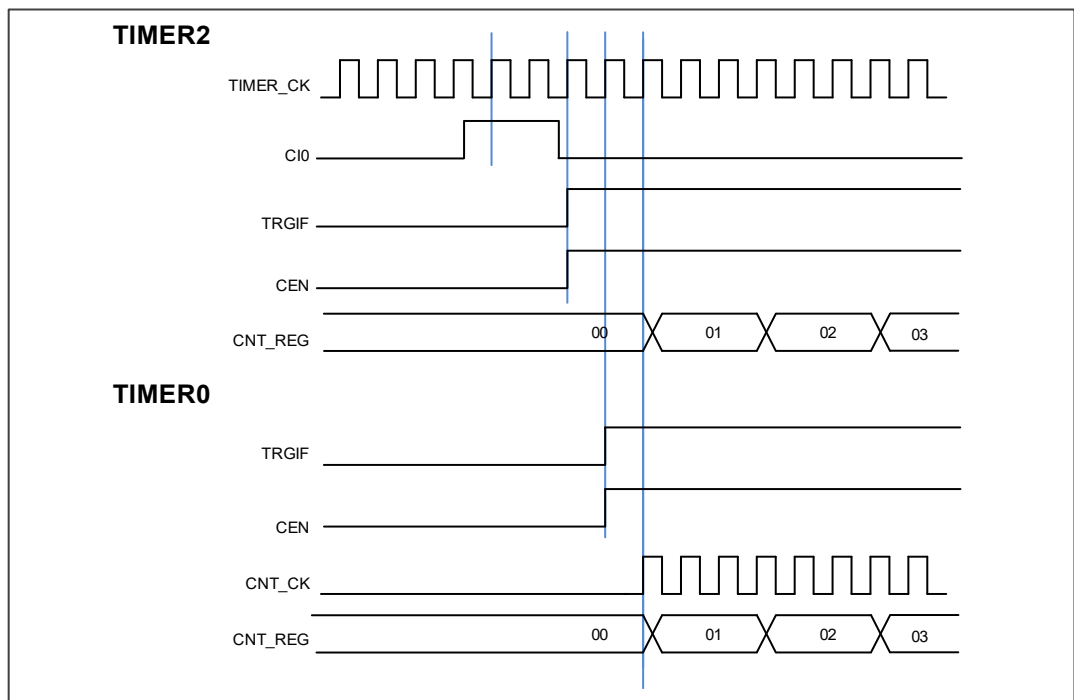 TIMER2
TIMER_CK
CI0
TRGIF
CEN
CNT_REG 00 01 02 03
TIMER0
TRGIF
CEN
CNT_CK
CNT_REG 00 01 02 03